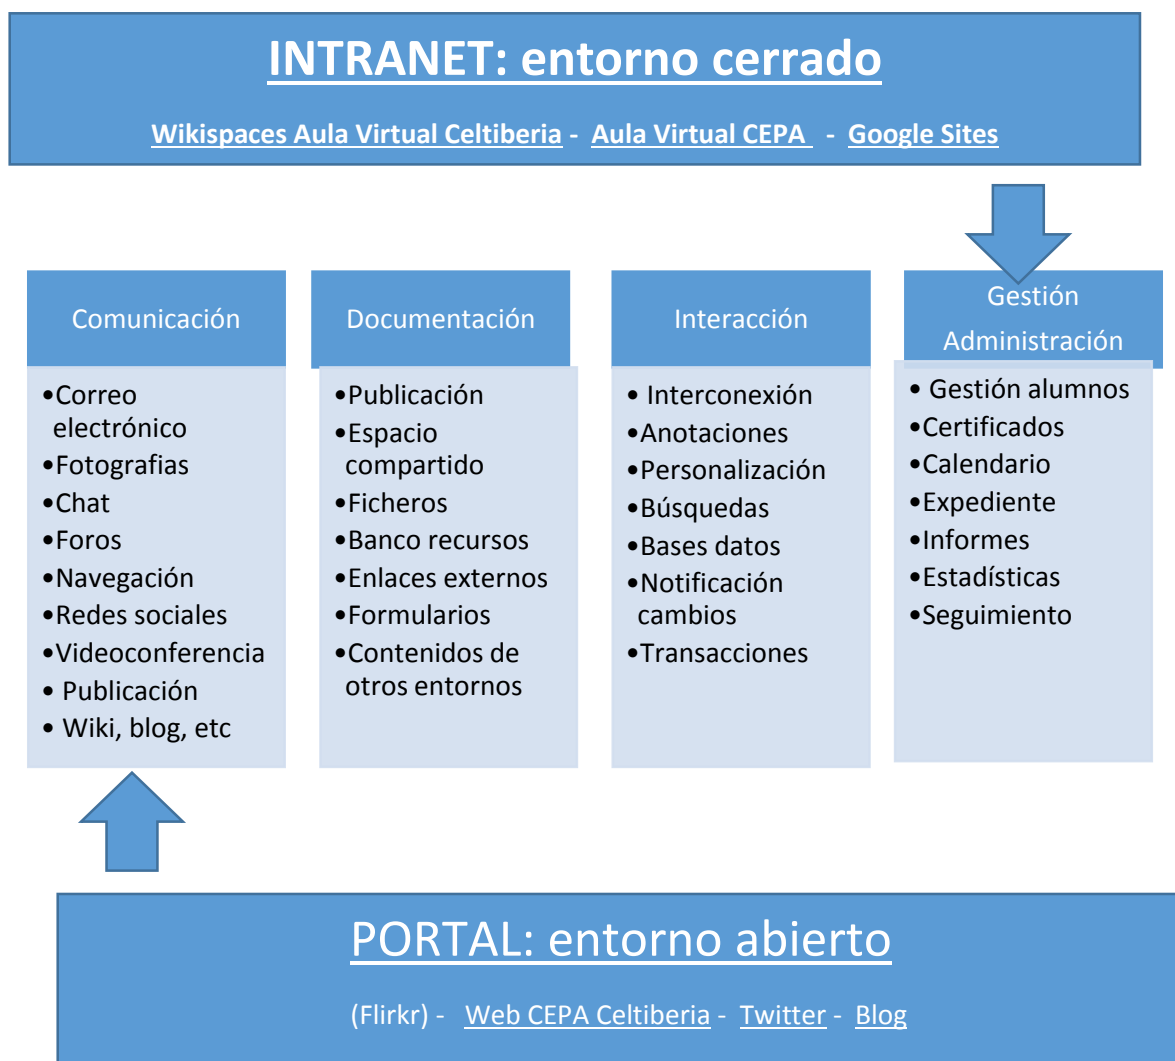 INTRANET: entorno cerrado
Wikispaces Aula Virtual Celtiberia - Aula Virtual CEPA - Google Sites
Comunicación
•Correo
electrónico
•Fotografias
•Chat
•Foros
•Navegación
•Redes sociales
•Videoconferencia
• Publicación
• Wiki, blog, etc
Documentación
•Publicación
•Espacio
compartido
•Ficheros
•Banco recursos
•Enlaces externos
•Formularios
•Contenidos de
otros entornos
Interacción
• Interconexión
•Anotaciones
•Personalización
•Búsquedas
•Bases datos
•Notificación
cambios
•Transacciones
Gestión
Administración
• Gestión alumnos
•Certificados
•Calendario
•Expediente
•Informes
•Estadísticas
•Seguimiento
PORTAL: entorno abierto
(Flirkr) - Web CEPA Celtiberia - Twitter - Blog